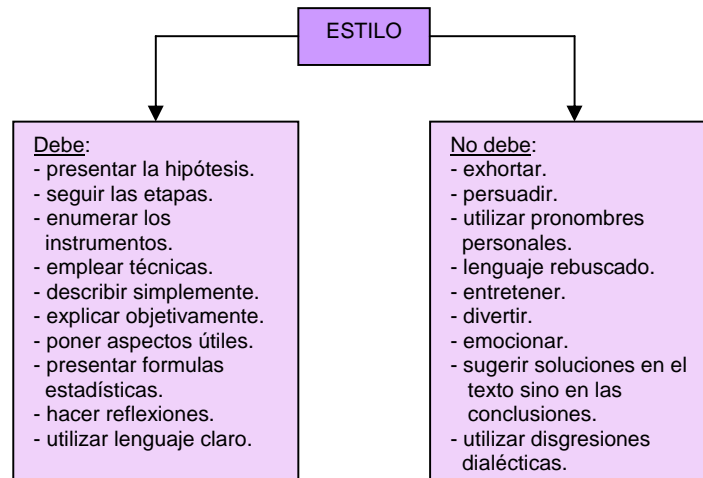 ESTILO
Debe:
- presentar la hipótesis.
- seguir las etapas.
- enumerar los
instrumentos.
- emplear técnicas.
- describir simplemente.
- explicar objetivamente.
- poner aspectos útiles.
- presentar formulas
estadísticas.
- hacer reflexiones.
- utilizar lenguaje claro.
No debe:
- exhortar.
- persuadir.
- utilizar pronombres
personales.
- lenguaje rebuscado.
- entretener.
- divertir.
- emocionar.
- sugerir soluciones en el
texto sino en las
conclusiones.
- utilizar disgresiones
dialécticas.